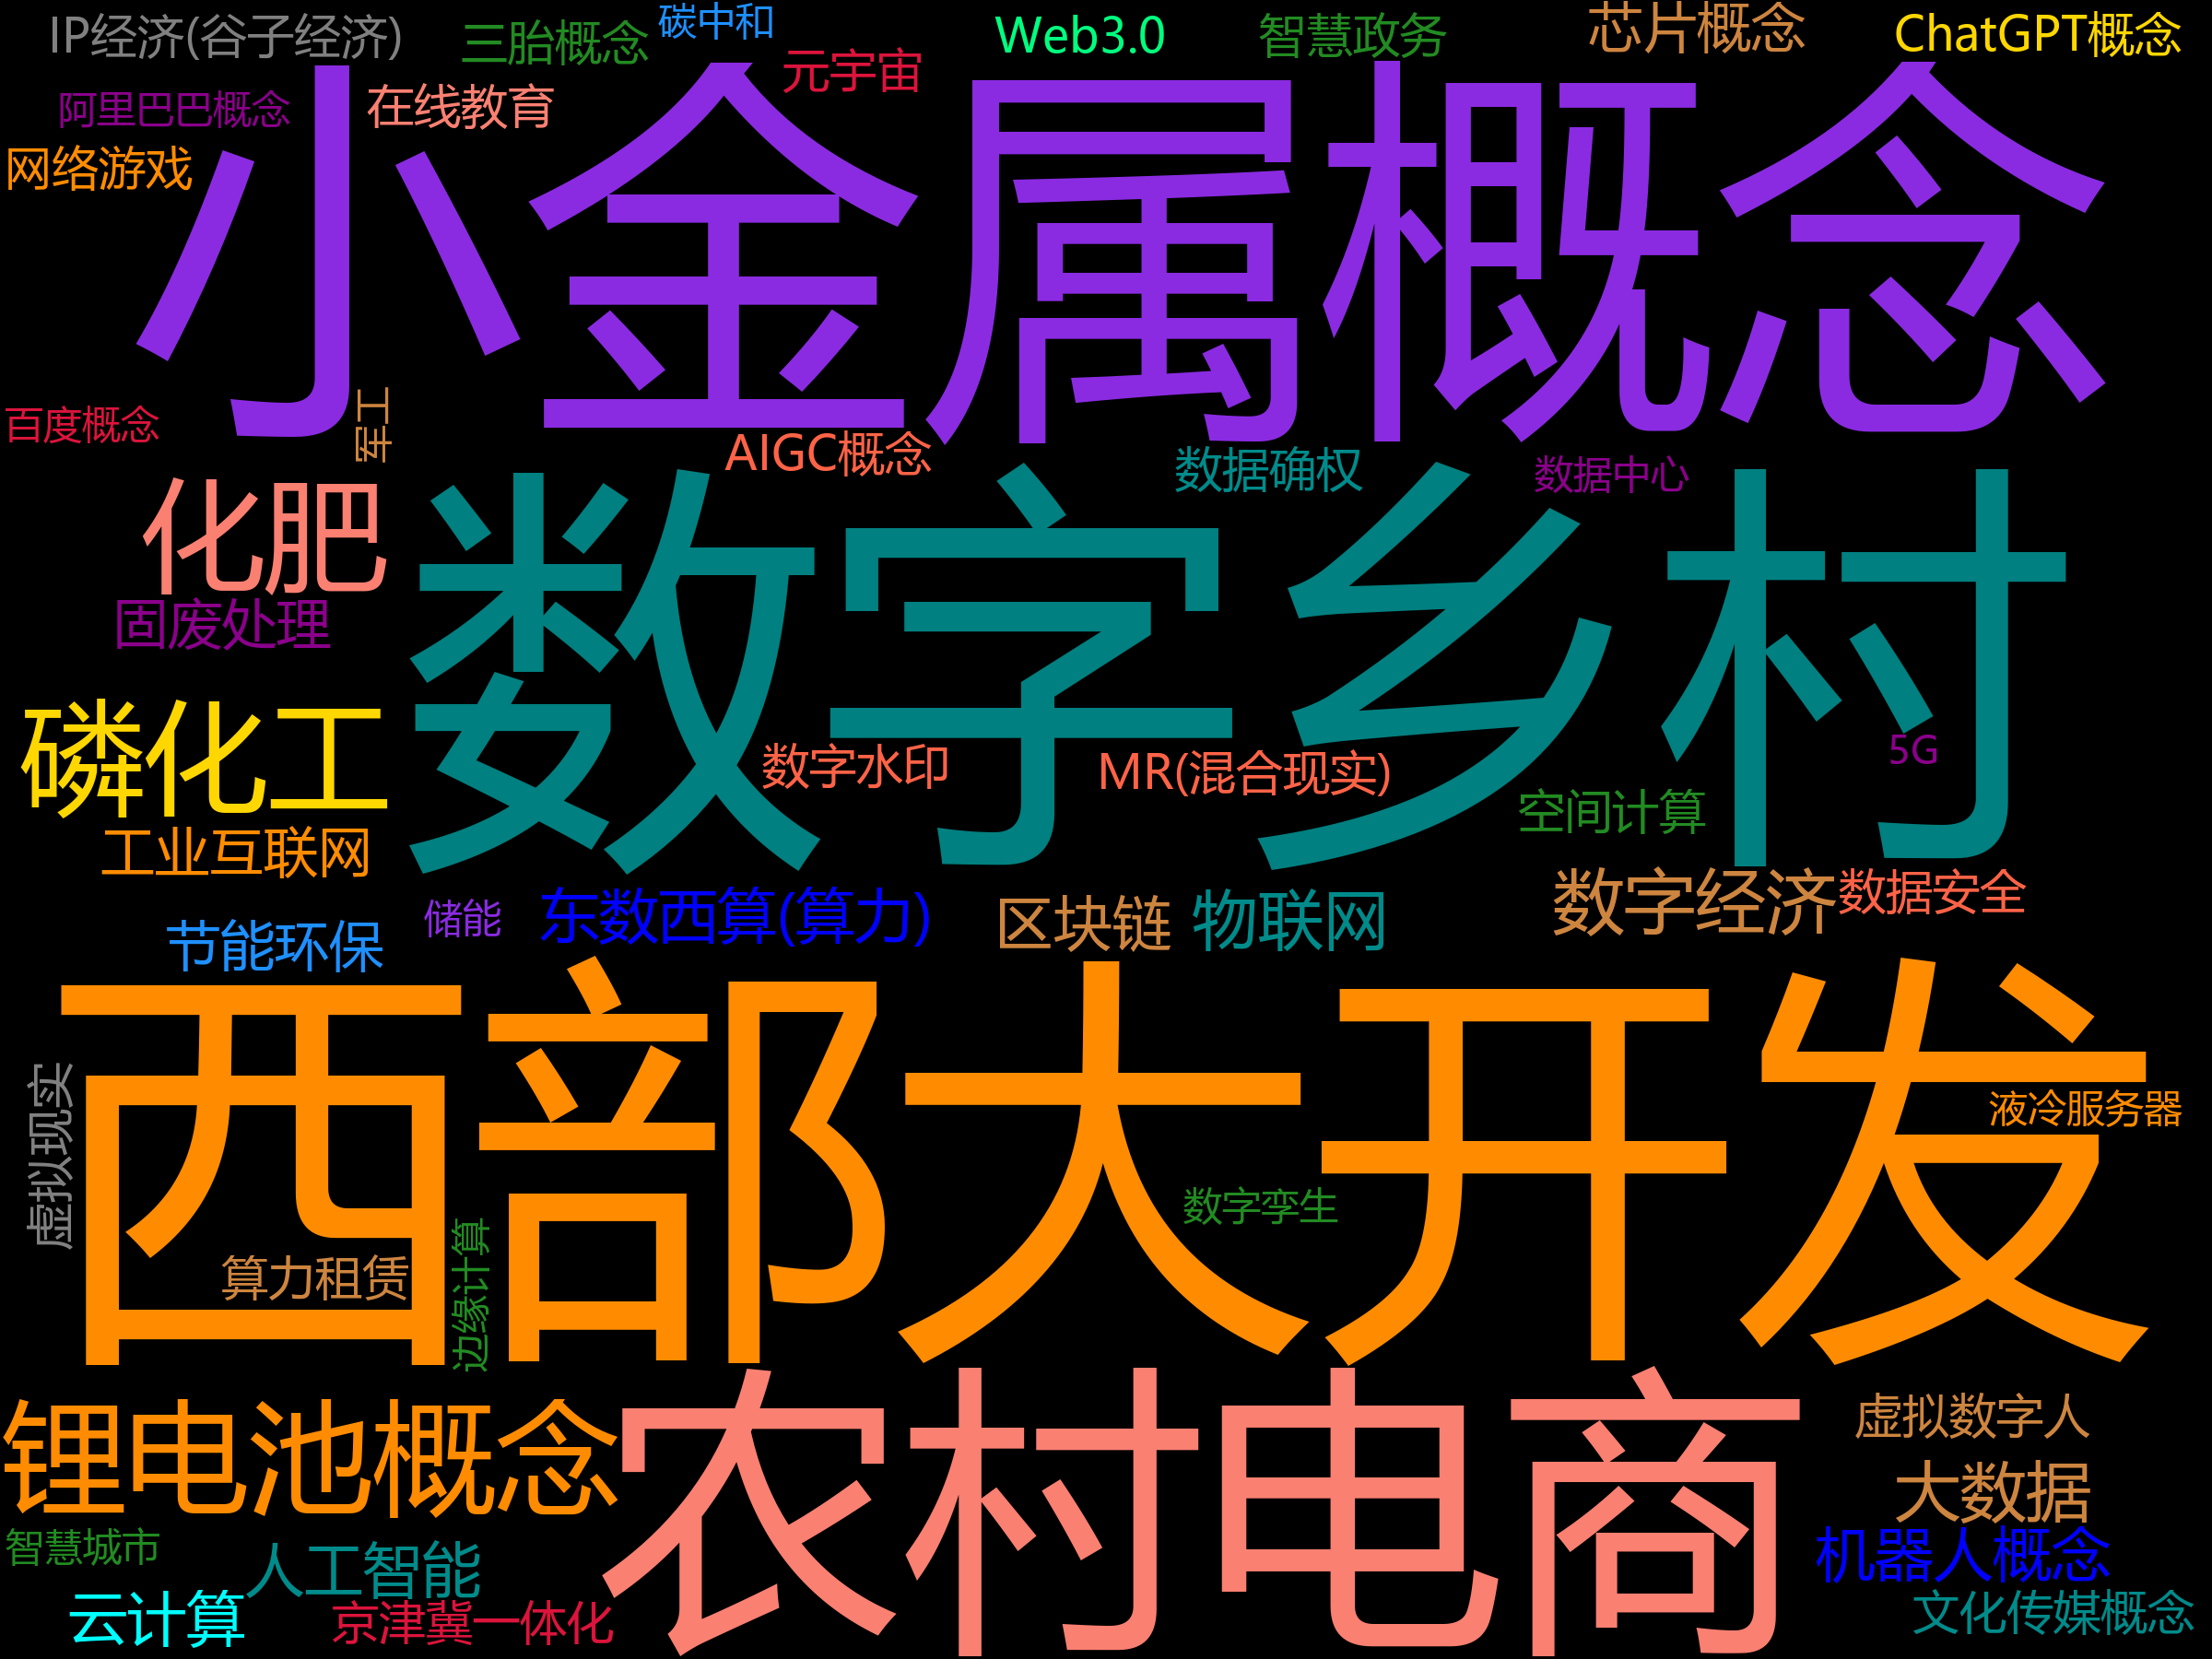 IP经济(谷子经济)
三胎概念
碳中和
元宇宙
Web3.0
智慧政务
芯片概念
ChatGPT概念
阿里巴巴概念
在线教育
网络游戏
小金属概念
百度概念
军工
AIGC概念
数据确权
数据中心
化肥
固废处理
数字乡村
磷化工
数字水印
MR(混合现实)
5G
空间计算
工业互联网
节能环保
储能
东数西算(算力)
区块链
物联网
数字经济
数据安全
西部大开发
虚拟现实
液冷服务器
数字孪生
算力租赁
边缘计算
锂电池概念
农村电商
虚拟数字人
大数据
智慧城市
人工智能
机器人概念
云计算
京津冀一体化
文化传媒概念